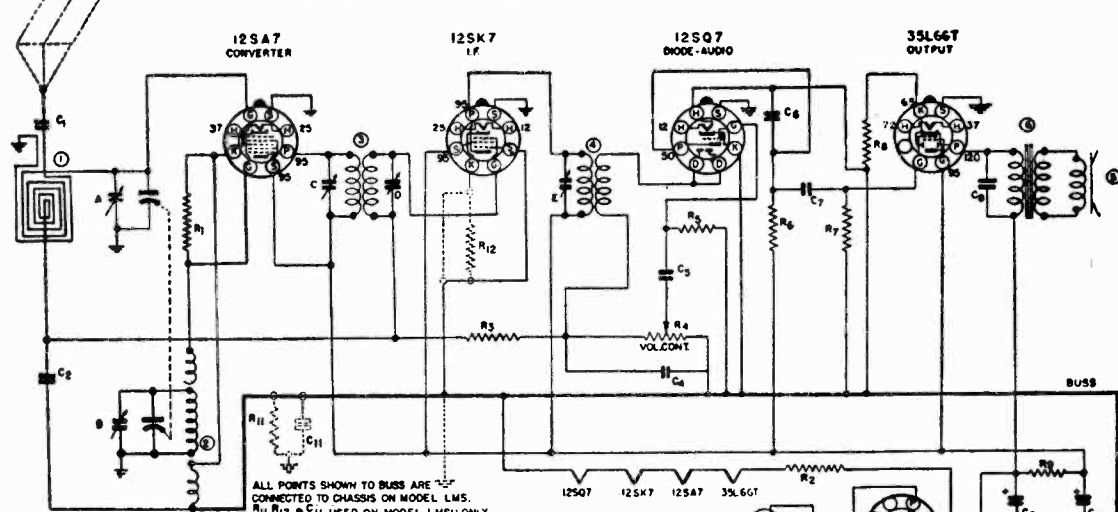 12SA7
CONVERTER
12SK7
I.F.
12SQ7
DIODE-AUDIO
35L6GT
OUTPUT
C1
1
A
37
H
G
S
H
25
K
P
95
G
S
95
R1
3
C
D
95
P
S
25
H
H
12
95
S
S
K
G
R12
4
E
12
H
H
S
G
50
P
K
D
D
C6
R5
C5
R6
C7
R7
R8
65
K
S
72
H
H
37
P
120
G
G
95
C8
6
R3
R4
VOL.CONT.
C4
C2
B
2
R11
C11
BUSS
ALL POINTS SHOWN TO BUSS ARE
CONNECTED TO CHASSIS ON MODEL LMS.
12SQ7
12SK7
12SA7
35L6GT
R2
R9